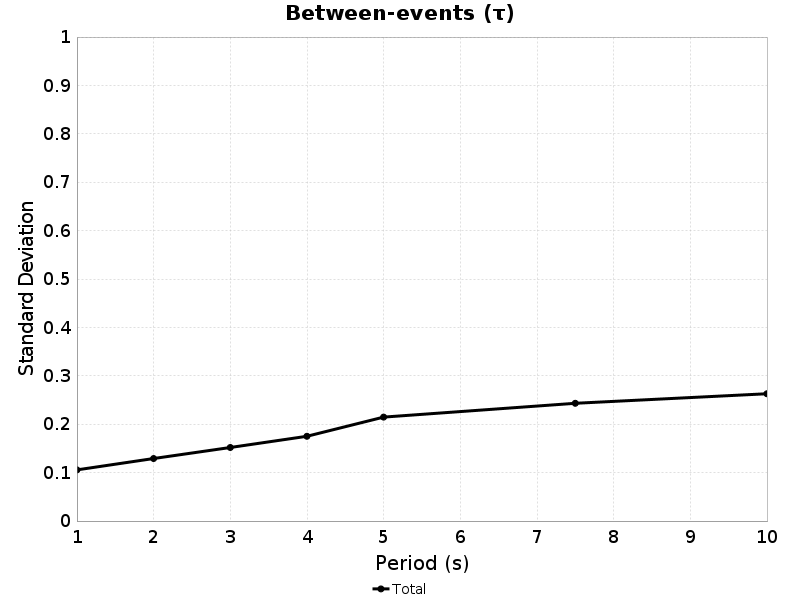 Between-events (τ)
1
0.9
0.8
0.7
0.6
0.5
0.4
0.3
0.2
0.1
0
Standard Deviation
1 2 3 4 5 6 7 8 9 10
Period (s)
Total